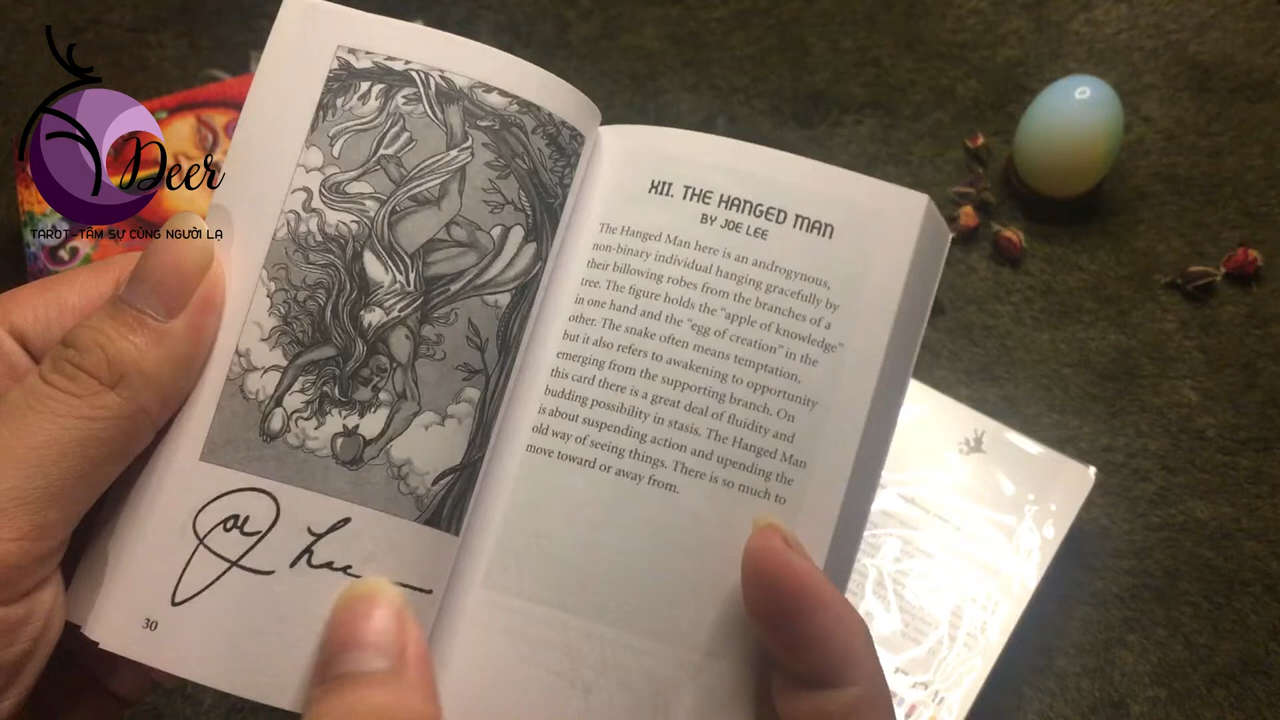 Deer
TAROT-TÂM SỰ CÙNG NGƯỜI LẠ
Joe Lee
30
XII. THE HANGED MAN
BY JOE LEE
The Hanged Man here is an androgynous,
non-binary individual hanging gracefully by
their billowing robes from the branches of a
tree. The figure holds the “apple of knowledge”
in one hand and the “egg of creation” in the
other. The snake often means temptation,
but it also refers to awakening to opportunity
emerging from the supporting branch. On
this card there is a great deal of fluidity and
budding possibility in stasis. The Hanged Man
is about suspending action and upending the
old way of seeing things. There is so much to
move toward or away from.